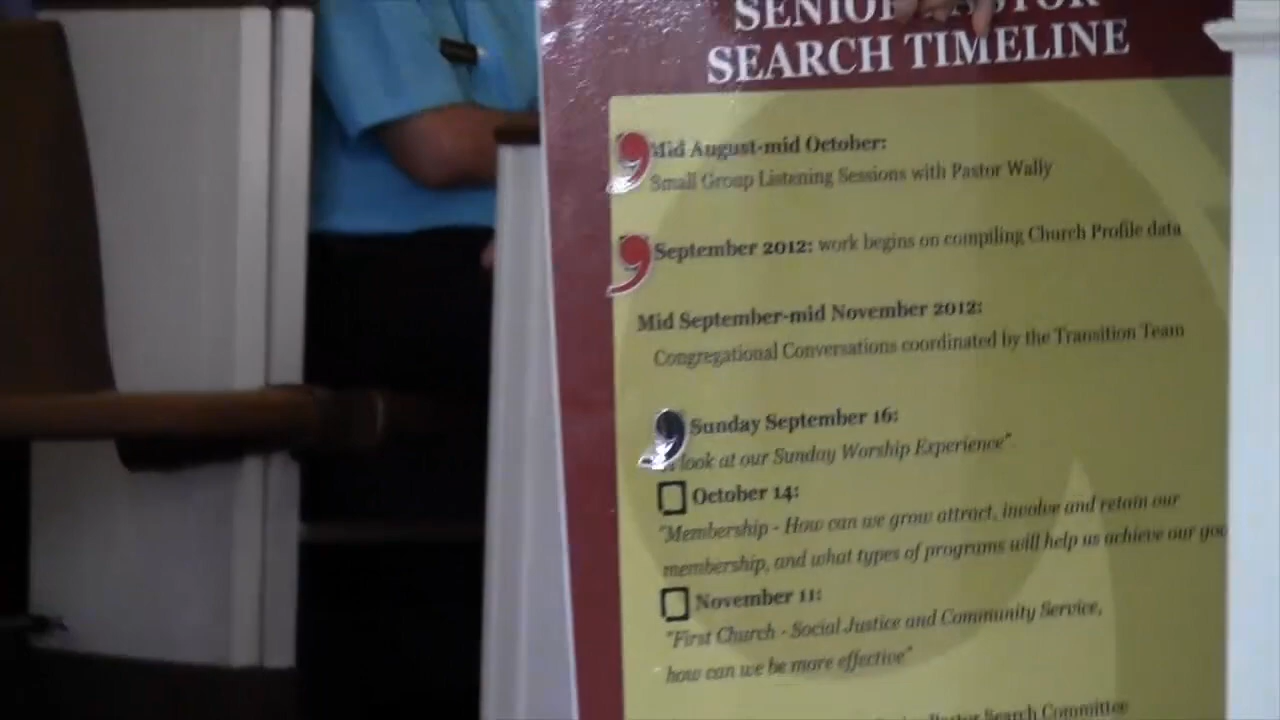 SENIOR PASTOR
SEARCH TIMELINE
Mid August-mid October:
Small Group Listening Sessions with Pastor Wally
September 2012: work begins on compiling Church Profile data
Mid September-mid November 2012:
Congregational Conversations coordinated by the Transition Team
Sunday September 16:
look at our Sunday Worship Experience"
October 14:
"Membership - How can we grow attract, involve and retain our
membership, and what types of programs will help us achieve our
November 11:
"First Church - Social Justice and Community Service,
how can we be more effective"
Search Committee